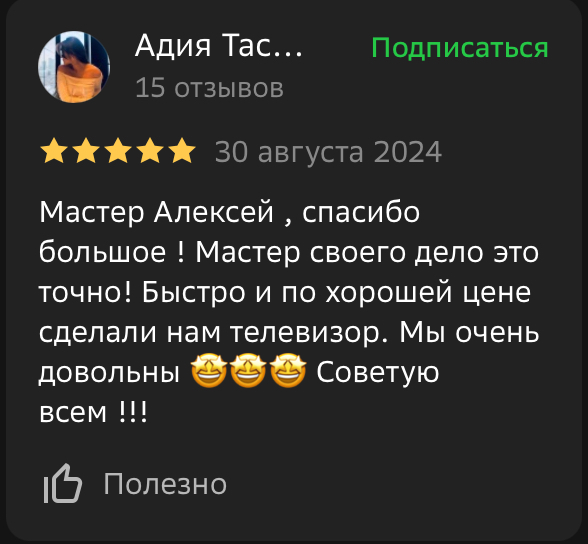 Адия Тас...
Подписаться
15 отзывов
30 августа 2024
Мастер Алексей , спасибо
большое ! Мастер своего дело это
точно! Быстро и по хорошей цене
сделали нам телевизор. Мы очень
довольны 🤩🤩🤩 Советую
всем !!!
Полезно